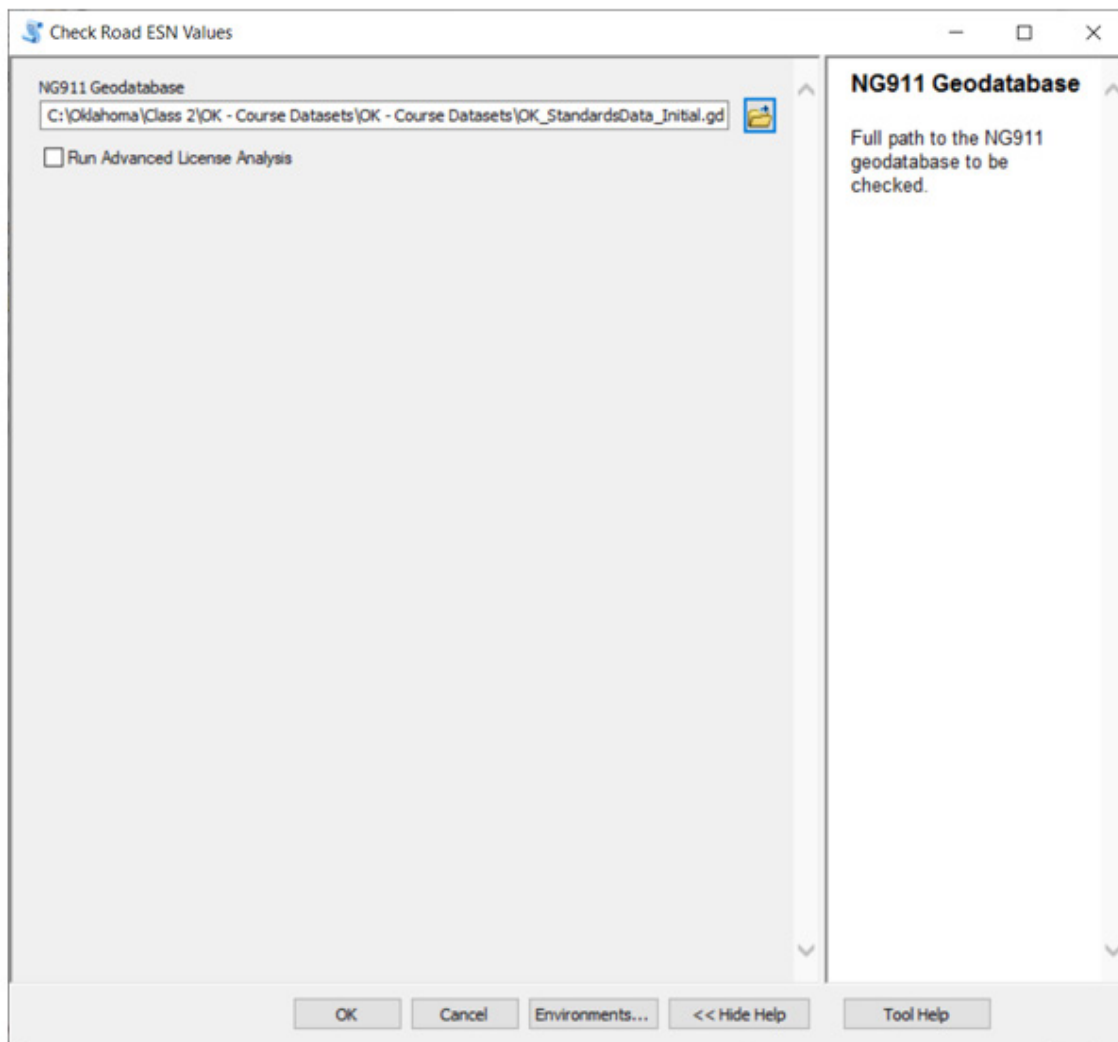 Check Road ESN Values
NG911 Geodatabase
C:\Oklahoma\Class 2\OK - Course Datasets\OK - Course Datasets\OK_StandardsData_Initial.gd
Run Advanced License Analysis
NG911 Geodatabase
Full path to the NG911
geodatabase to be
checked.
OK
Cancel
Environments...
<< Hide Help
Tool Help